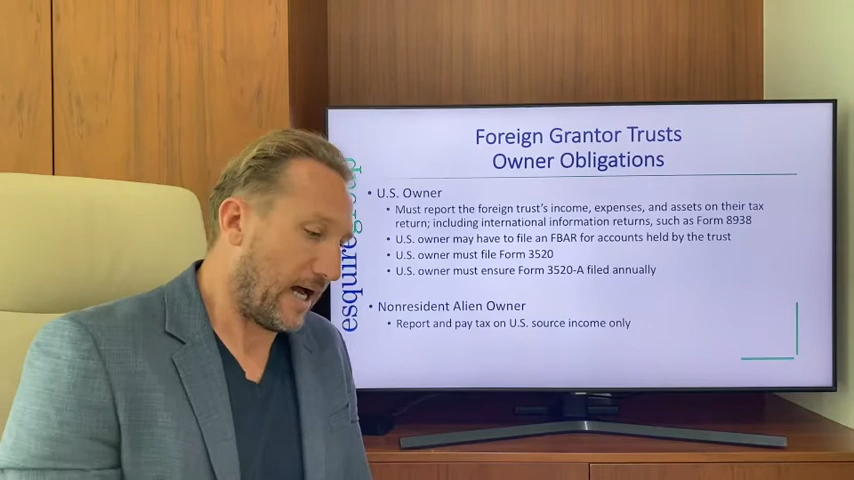 Foreign Grantor Trusts
Owner Obligations
• U.S. Owner
• Must report the foreign trust's income, expenses, and assets on their tax
return; including international information returns, such as Form 8938
• U.S. owner may have to file an FBAR for accounts held by the trust
• U.S. owner must file Form 3520
• U.S. owner must ensure Form 3520-A filed annually
• Nonresident Alien Owner
• Report and pay tax on U.S. source income only
esquiregroup